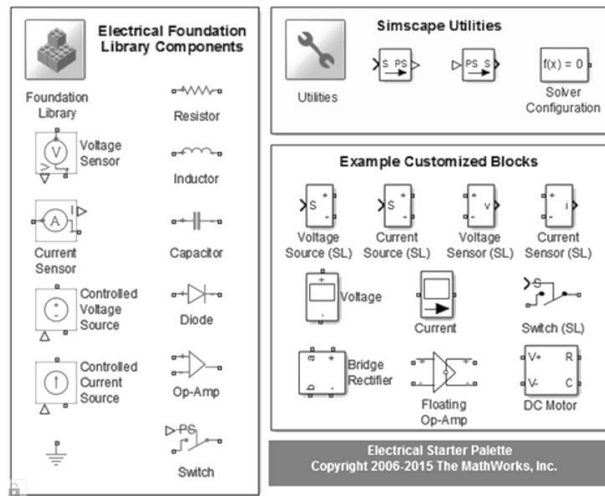 Electrical Foundation
Library Components
Foundation
Library
Resistor
V
Voltage
Sensor
Inductor
I
A
Current
Sensor
Capacitor
Controlled
Voltage
Source
Diode
Controlled
Current
Source
Op-Amp
PS
Switch
Simscape Utilities
Utilities
S PS
PS S
f(x) = 0
Solver
Configuration
Example Customized Blocks
S
Voltage
Source (SL)
S
Current
Source (SL)
v
Voltage
Sensor (SL)
i
Current
Sensor (SL)
Voltage
Current
S
Switch (SL)
Bridge
Rectifier
Floating
Op-Amp
V+ R
V- C
DC Motor
Electrical Starter Palette
Copyright 2006-2015 The MathWorks, Inc.